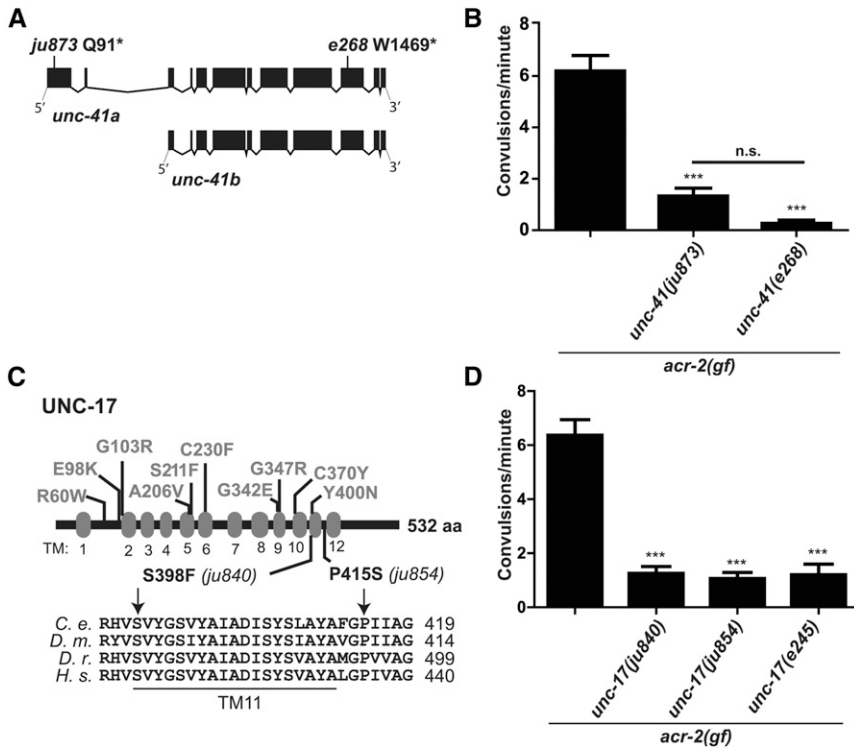 A
ju873 Q91*
e268 W1469*
5' unc-41a 3'
5' unc-41b 3'
B
Convulsions/minute
8
6
4
2
0
n.s.
***
***
unc-41(ju873)
unc-41(e268)
acr-2(gf)
C
UNC-17
G103R
C230F
E98K
S211F
G347R
C370Y
R60W
A206V
G342E
Y400N
532 aa
TM: 1 2 3 4 5 6 7 8 9 10 12
S398F (ju840)
P415S (ju854)
C. e. RHVSVYGSVYAIADISYSLAYAFGPIIAG 419
D. m. RYVSVYGSIYAIADISYSIAYAVGPIIAG 414
D. r. RHVSVYGSVYAIADISYSVAYAMGPVVAG 499
H. s. RHVSVYGSVYAIADISYSVAYALGPIVAG 440
TM11
D
Convulsions/minute
8
6
4
2
0
***
***
***
unc-17(ju840)
unc-17(ju854)
unc-17(e245)
acr-2(gf)